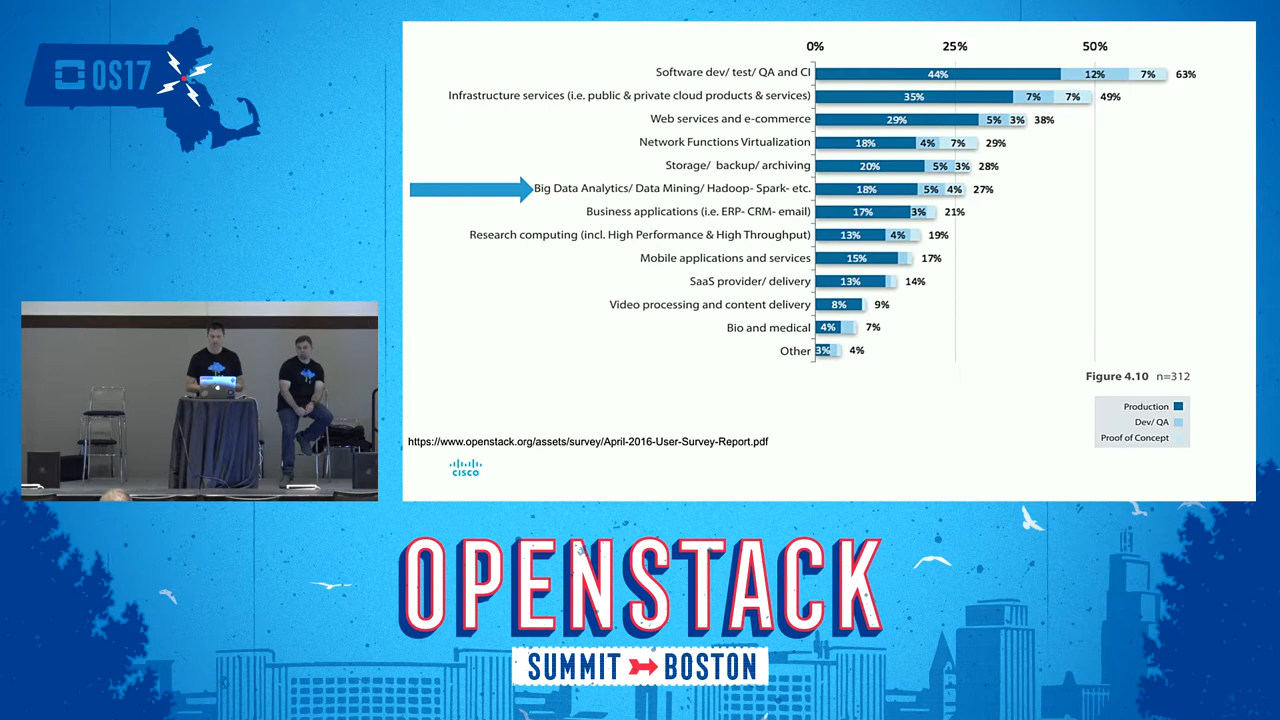 OS17
0% 25% 50%
Software dev/ test/ QA and CI 44% 12% 7% 63%
Infrastructure services (i.e. public & private cloud products & services) 35% 7% 7% 49%
Web services and e-commerce 29% 5% 3% 38%
Network Functions Virtualization 18% 4% 7% 29%
Storage/ backup/ archiving 20% 5% 3% 28%
Big Data Analytics/ Data Mining/ Hadoop- Spark- etc. 18% 5% 4% 27%
Business applications (i.e. ERP- CRM- email) 17% 3% 21%
Research computing (incl. High Performance & High Throughput) 13% 4% 19%
Mobile applications and services 15% 17%
SaaS provider/ delivery 13% 14%
Video processing and content delivery 8% 9%
Bio and medical 4% 7%
Other 3% 4%
Figure 4.10 n=312
Production
Dev/ QA
Proof of Concept
https://www.openstack.org/assets/survey/April-2016-User-Survey-Report.pdf
CISCO
OPENSTACK
SUMMIT BOSTON